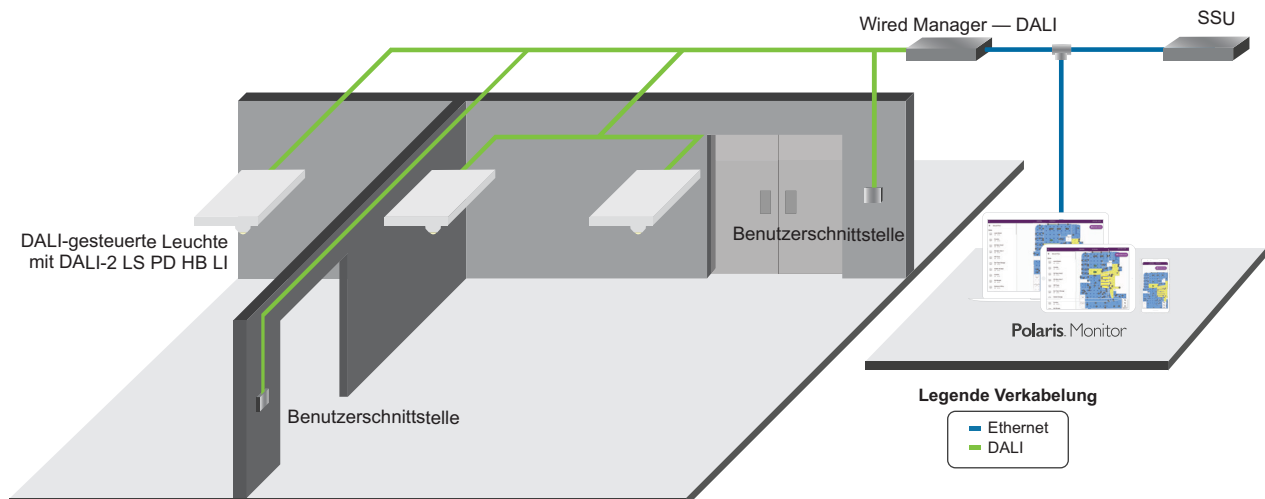 Wired Manager — DALI
SSU
DALI-gesteuerte Leuchte
mit DALI-2 LS PD HB LI
Benutzerschnittstelle
Benutzerschnittstelle
Polaris. Monitor
Legende Verkabelung
Ethernet
DALI